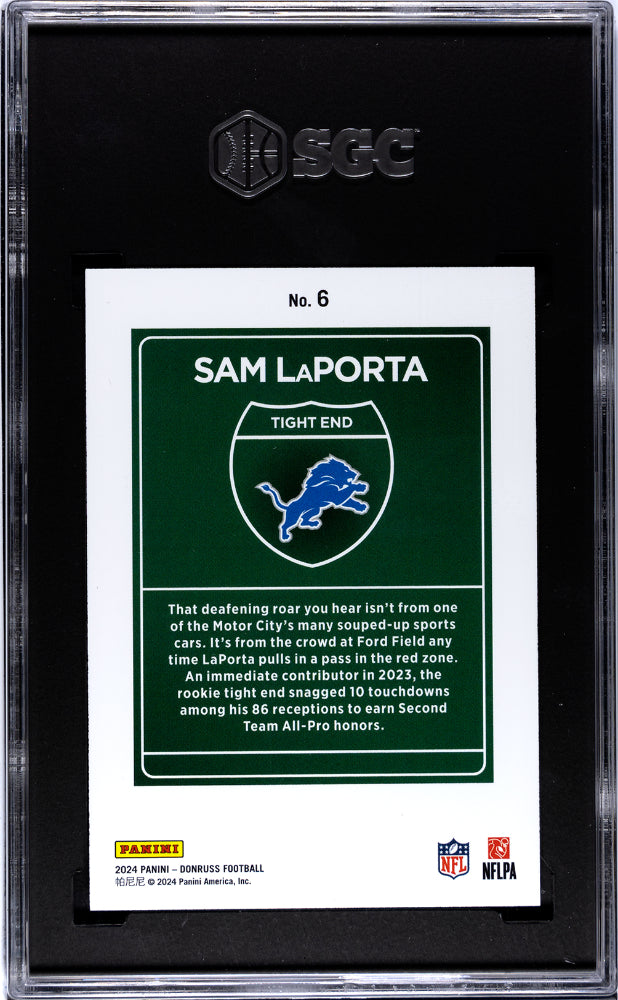 SGC
No. 6
SAM LaPORTA
TIGHT END
That deafening roar you hear isn't from one
of the Motor City's many souped-up sports
cars. It's from the crowd at Ford Field any
time LaPorta pulls in a pass in the red zone.
An immediate contributor in 2023, the
rookie tight end snagged 10 touchdowns
among his 86 receptions to earn Second
Team All-Pro honors.
PANINI
2024 PANINI – DONRUSS FOOTBALL
帕尼尼 © 2024 Panini America, Inc.
NFL
NFLPA